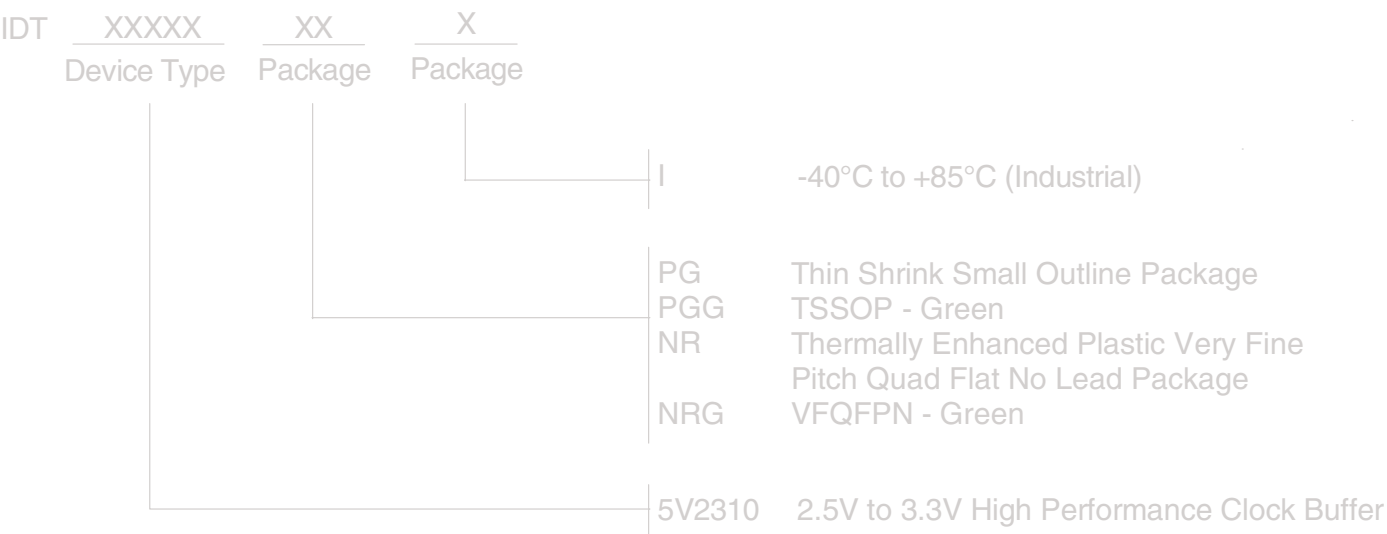 IDT XXXXX XX X
Device Type Package Package
I -40°C to +85°C (Industrial)
PG Thin Shrink Small Outline Package
PGG TSSOP - Green
NR Thermally Enhanced Plastic Very Fine
Pitch Quad Flat No Lead Package
NRG VFQFPN - Green
5V2310 2.5V to 3.3V High Performance Clock Buffer